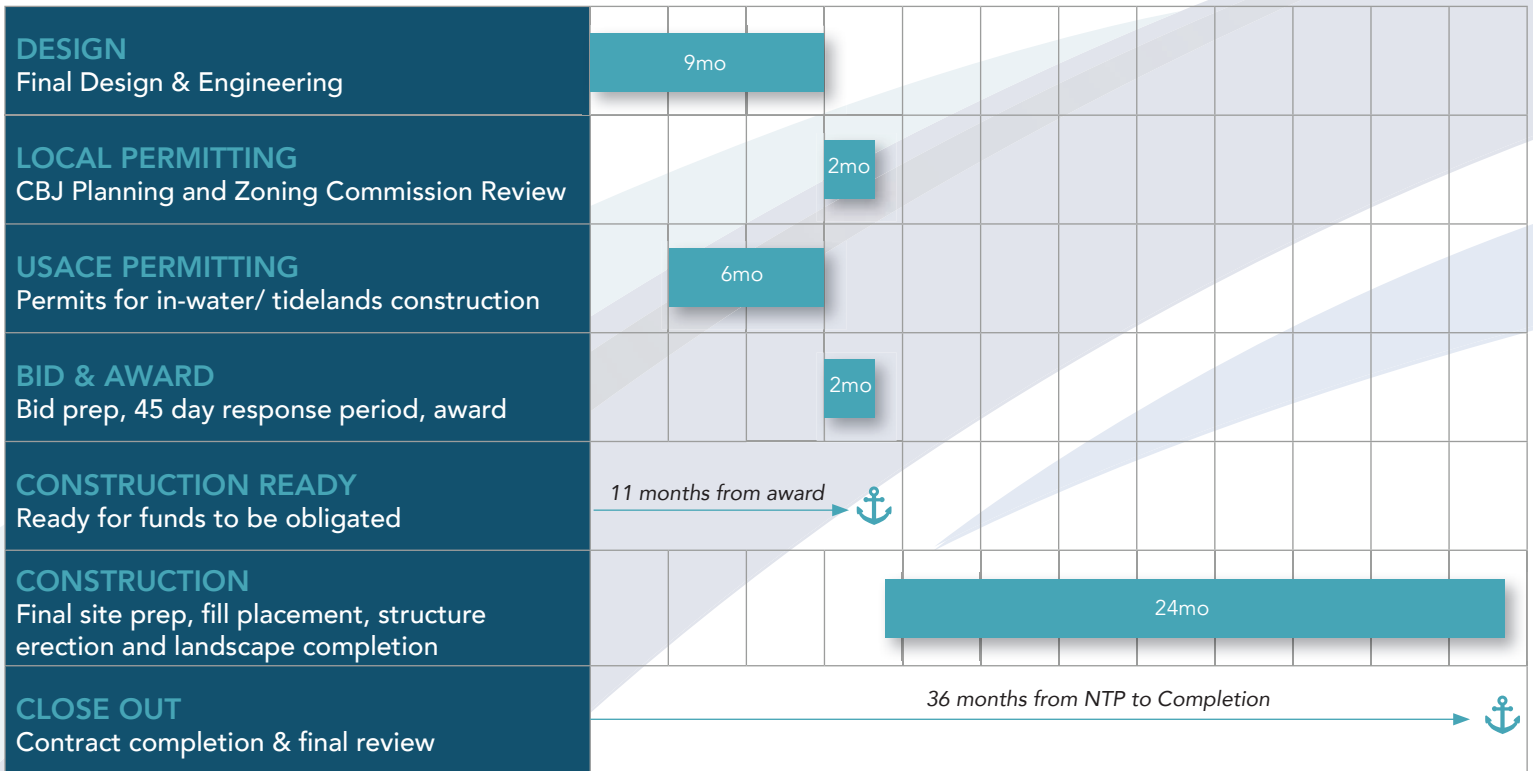 DESIGN
Final Design & Engineering
9mo
LOCAL PERMITTING
CBJ Planning and Zoning Commission Review
2mo
USACE PERMITTING
Permits for in-water/ tidelands construction
6mo
BID & AWARD
Bid prep, 45 day response period, award
2mo
CONSTRUCTION READY
Ready for funds to be obligated
11 months from award
CONSTRUCTION
Final site prep, fill placement, structure
erection and landscape completion
24mo
CLOSE OUT
Contract completion & final review
36 months from NTP to Completion